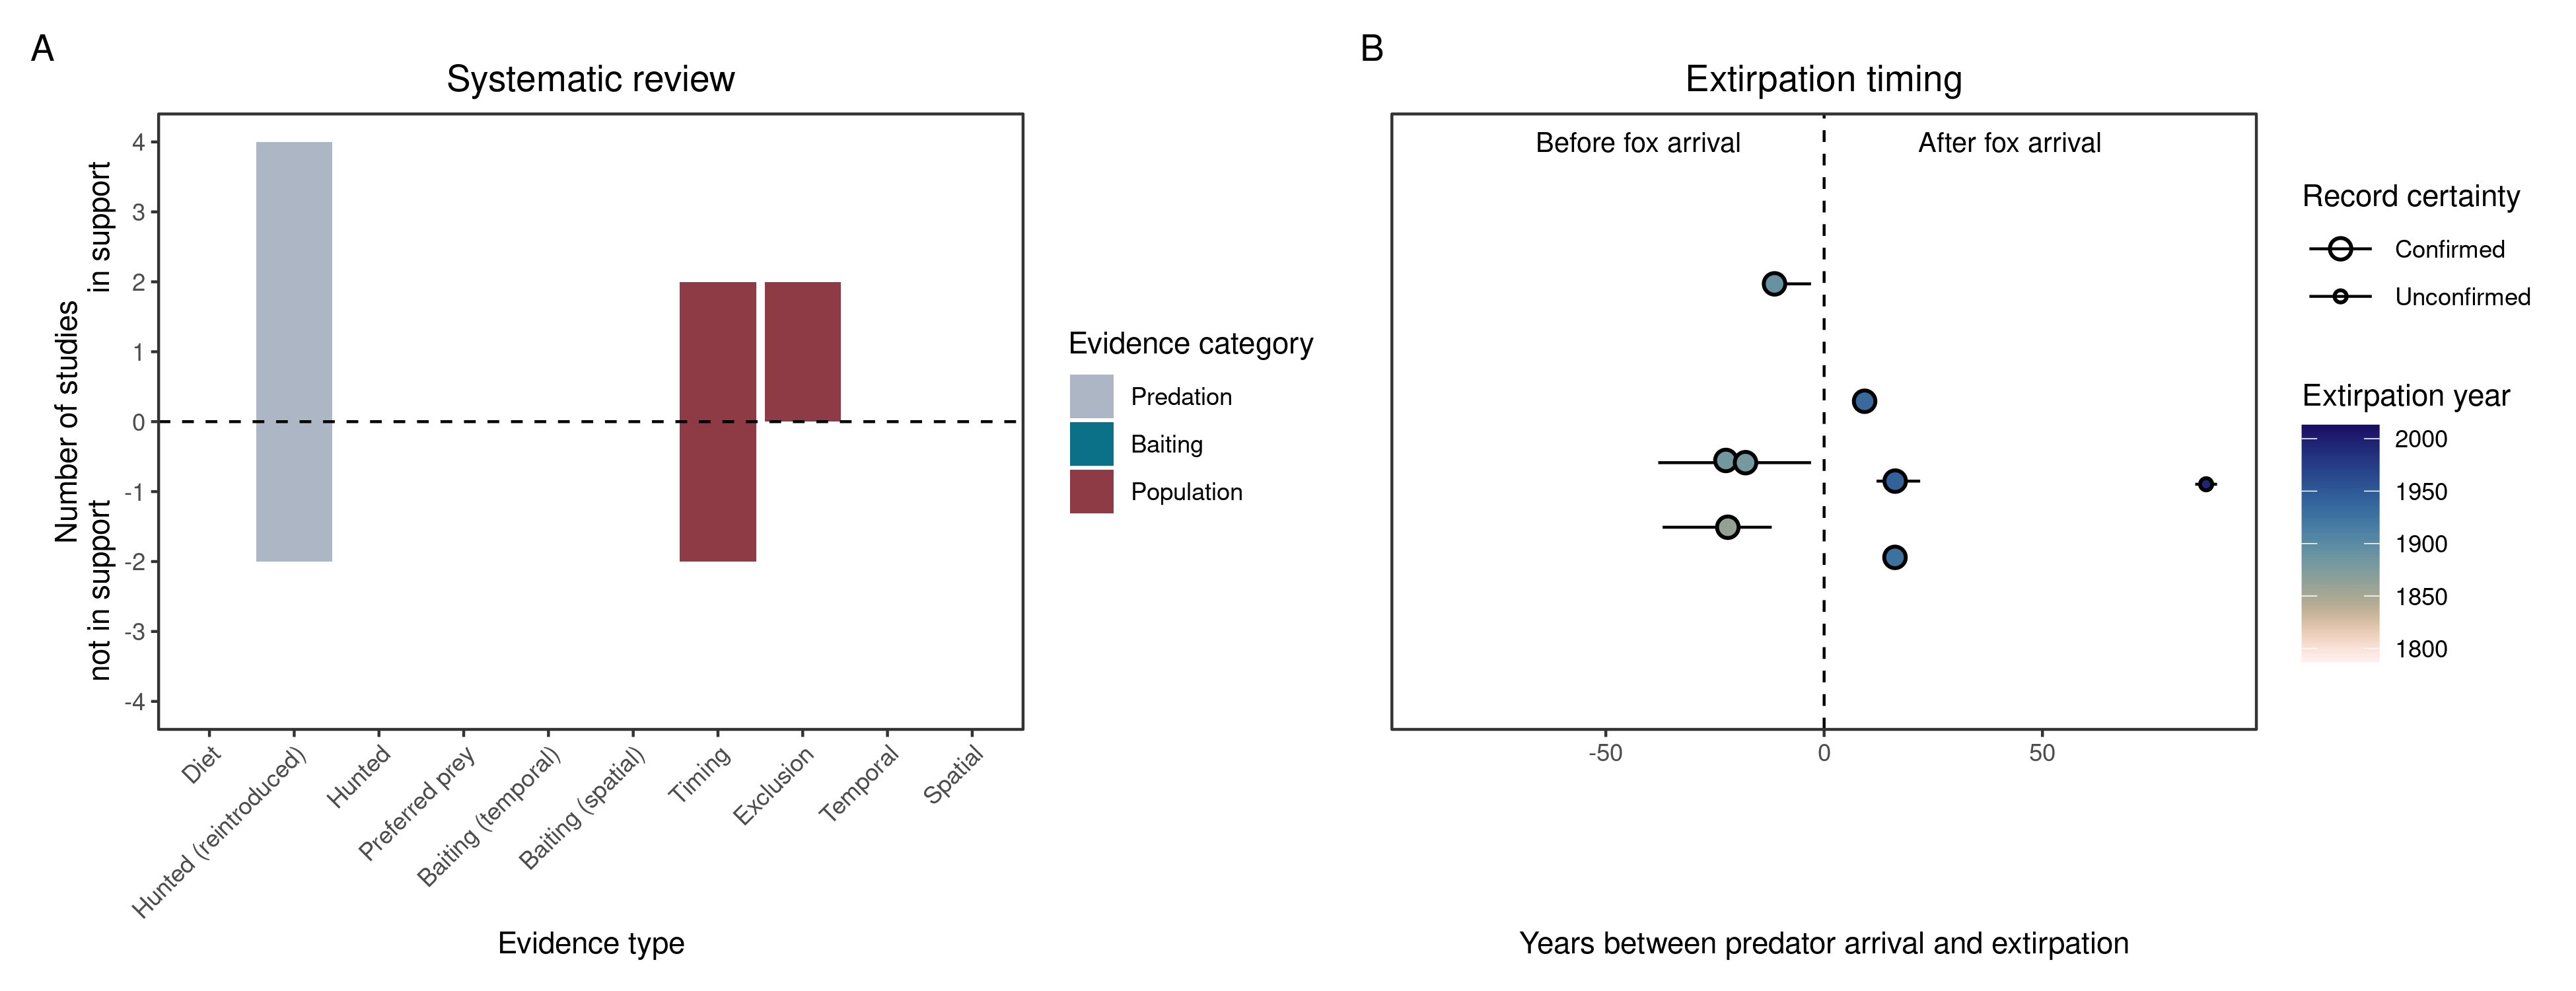 A
Systematic review
Number of studies
in support
not in support
4
3
2
1
0
-1
-2
-3
-4
Diet
Hunted (reintroduced)
Hunted
Preferred prey
Baiting (temporal)
Baiting (spatial)
Timing
Exclusion
Temporal
Spatial
Evidence type
Evidence category
Predation
Baiting
Population
B
Extirpation timing
Before fox arrival
After fox arrival
-50
0
50
Years between predator arrival and extirpation
Record certainty
Confirmed
Unconfirmed
Extirpation year
2000
1950
1900
1850
1800